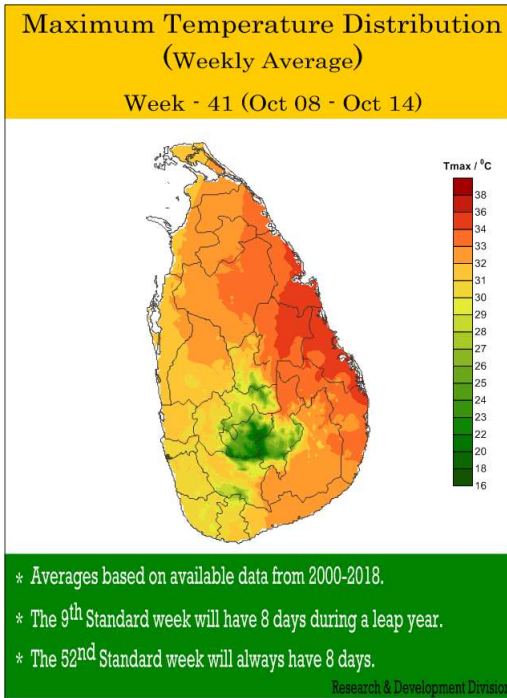 Maximum Temperature Distribution
(Weekly Average)
Week - 41 (Oct 08 - Oct 14)
Tmax / ⁰C
38
36
34
33
32
31
30
29
28
27
26
25
24
23
22
20
18
16
* Averages based on available data from 2000-2018.
* The 9th Standard week will have 8 days during a leap year.
* The 52nd Standard week will always have 8 days.
Research & Development Division